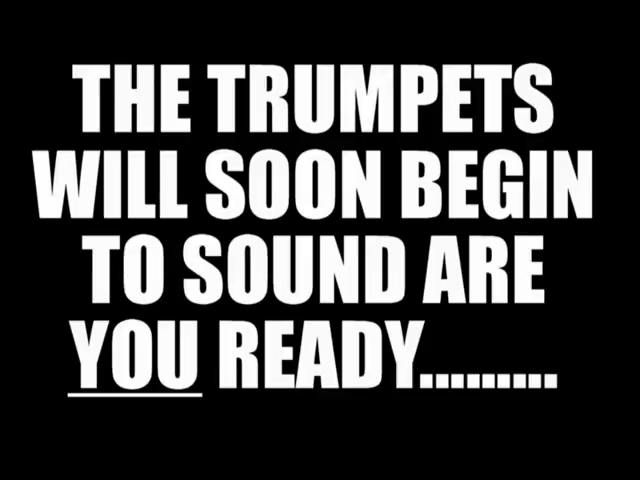 THE TRUMPETS
WILL SOON BEGIN
TO SOUND ARE
YOU READY.........